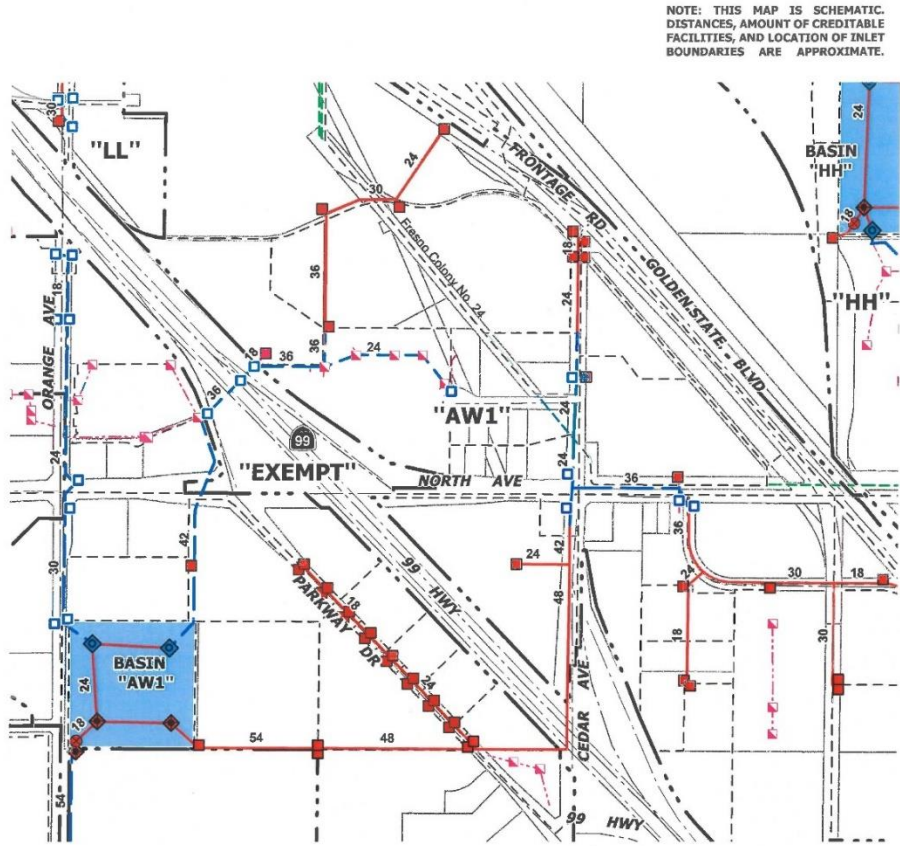 NOTE: THIS MAP IS SCHEMATIC.
DISTANCES, AMOUNT OF CREDITABLE
FACILITIES, AND LOCATION OF INLET
BOUNDARIES ARE APPROXIMATE.
30
"LL"
24
BASIN
"HH"
18
"HH"
24
30
FRONTAGE RD
Fresno Colony No. 24
GOLDEN STATE BLVD
18
24
36
36
18
36
24
18
ORANGE AVE
36
24
"AW1"
24
99
"EXEMPT"
NORTH AVE
36
24
42
42
24
36
30
99 HWY
48
24
30
18
PARKWAY DR
18
24
18
30
BASIN
"AW1"
24
18
CEDAR AVE
54
48
54
99 HWY